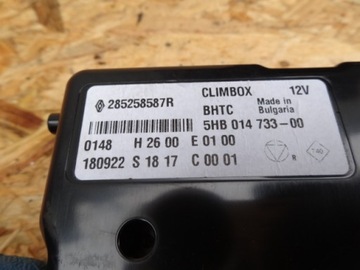 285258587R CLIMBOX 12V
BHTC Made in Bulgaria
5HB 014 733-00
0148 H 26 00 E 01 00
180922 S 18 17 C 00 01
R